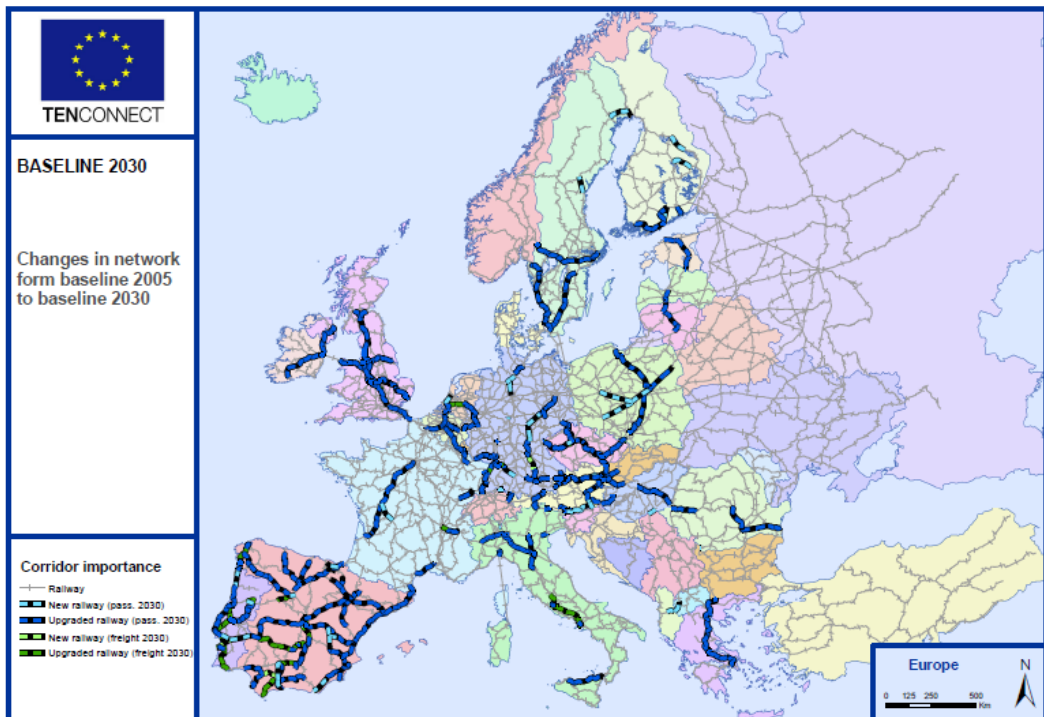 TENCONNECT
BASELINE 2030
Changes in network
form baseline 2005
to baseline 2030
Corridor importance
Railway
New railway (pass. 2030)
Upgraded railway (pass. 2030)
New railway (freight 2030)
Upgraded railway (freight 2030)
Europe
N
0 125 250 500
Km